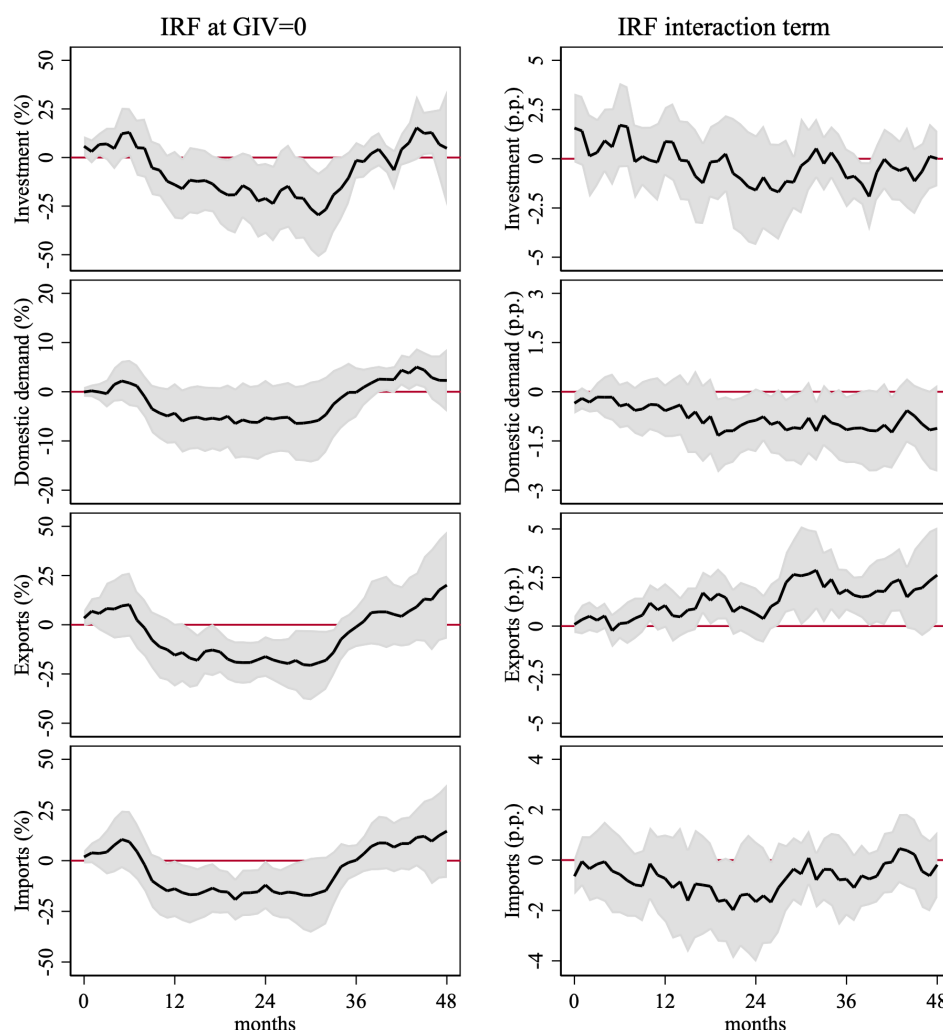 IRF at GIV=0
IRF interaction term
Investment (%)
50
25
0
-25
-50
Investment (p.p.)
5
2.5
0
-2.5
-5
Domestic demand (%)
20
10
0
-10
-20
Domestic demand (p.p.)
3
1.5
0
-1.5
-3
Exports (%)
50
25
0
-25
-50
Exports (p.p.)
5
2.5
0
-2.5
-5
Imports (%)
50
25
0
-25
-50
Imports (p.p.)
4
2
0
-2
-4
0 12 24 36 48
months
0 12 24 36 48
months